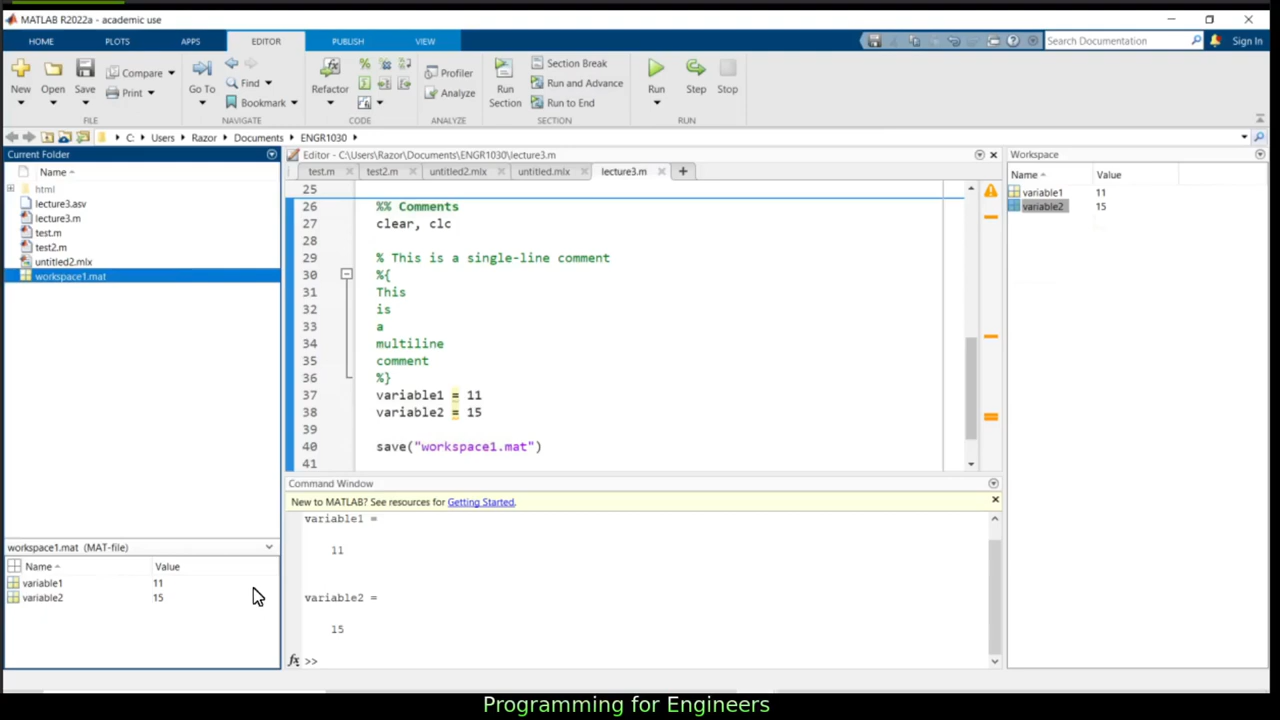 MATLAB R2022a - academic use
HOME PLOTS APPS EDITOR PUBLISH VIEW
Search Documentation
Sign In
New
Open
Save
Compare
Print
FILE
Go To
Find
Bookmark
NAVIGATE
Refactor
CODE
Profiler
Analyze
ANALYZE
Run
Section
Section Break
Run and Advance
Run to End
SECTION
Run
Step
Stop
RUN
C: Users Razor Documents ENGR1030
Current Folder
Name
html
lecture3.asv
lecture3.m
test.m
test2.m
untitled2.mlx
workspace1.mat
workspace1.mat (MAT-file)
Name Value
variable1 11
variable2 15
Editor - C:\Users\Razor\Documents\ENGR1030\lecture3.m
test.m test2.m untitled2.mlx untitled.mlx lecture3.m
25
26 %% Comments
27 clear, clc
28
29 % This is a single-line comment
30 %{
31 This
32 is
33 a
34 multiline
35 comment
36 %}
37 variable1 = 11
38 variable2 = 15
39
40 save("workspace1.mat")
41
Command Window
New to MATLAB? See resources for Getting Started.
variable1 =
11
variable2 =
15
fx >>
Workspace
Name Value
variable1 11
variable2 15
Programming for Engineers